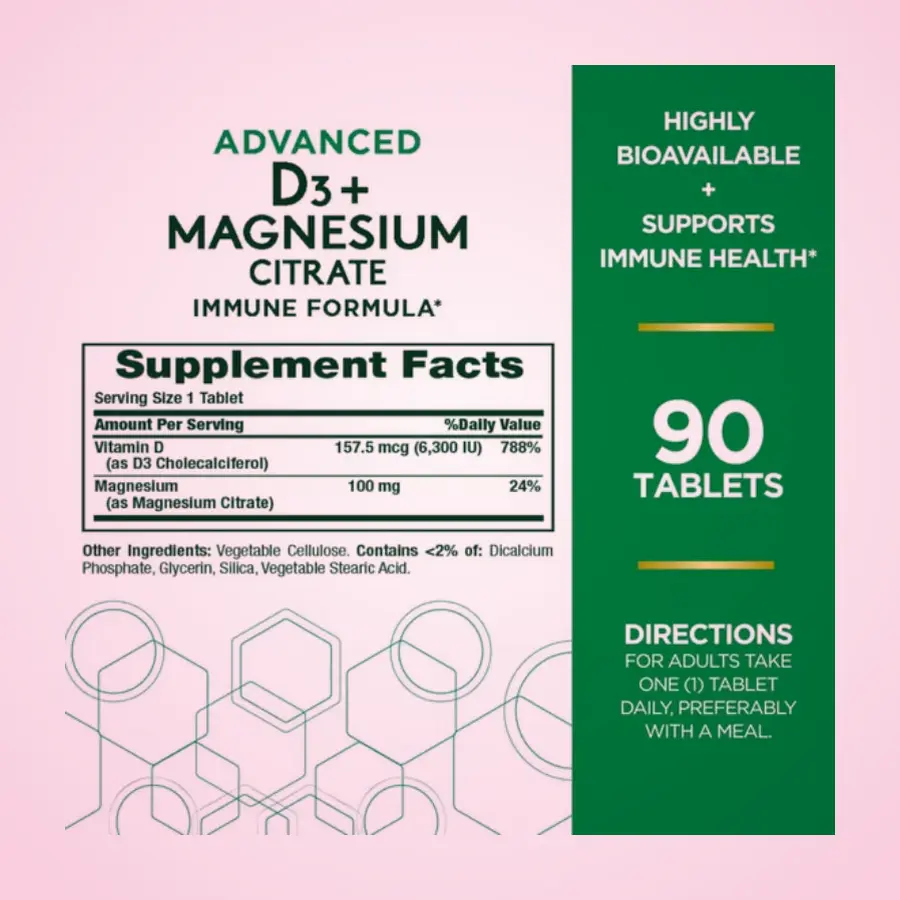 ADVANCED
D3+
MAGNESIUM
CITRATE
IMMUNE FORMULA*
Supplement Facts
Serving Size 1 Tablet
Amount Per Serving %Daily Value
Vitamin D 157.5 mcg (6,300 IU) 788%
(as D3 Cholecalciferol)
Magnesium 100 mg 24%
(as Magnesium Citrate)
Other Ingredients: Vegetable Cellulose. Contains <2% of: Dicalcium
Phosphate, Glycerin, Silica, Vegetable Stearic Acid.
HIGHLY
BIOAVAILABLE
+
SUPPORTS
IMMUNE HEALTH*
90
TABLETS
DIRECTIONS
FOR ADULTS TAKE
ONE (1) TABLET
DAILY, PREFERABLY
WITH A MEAL.